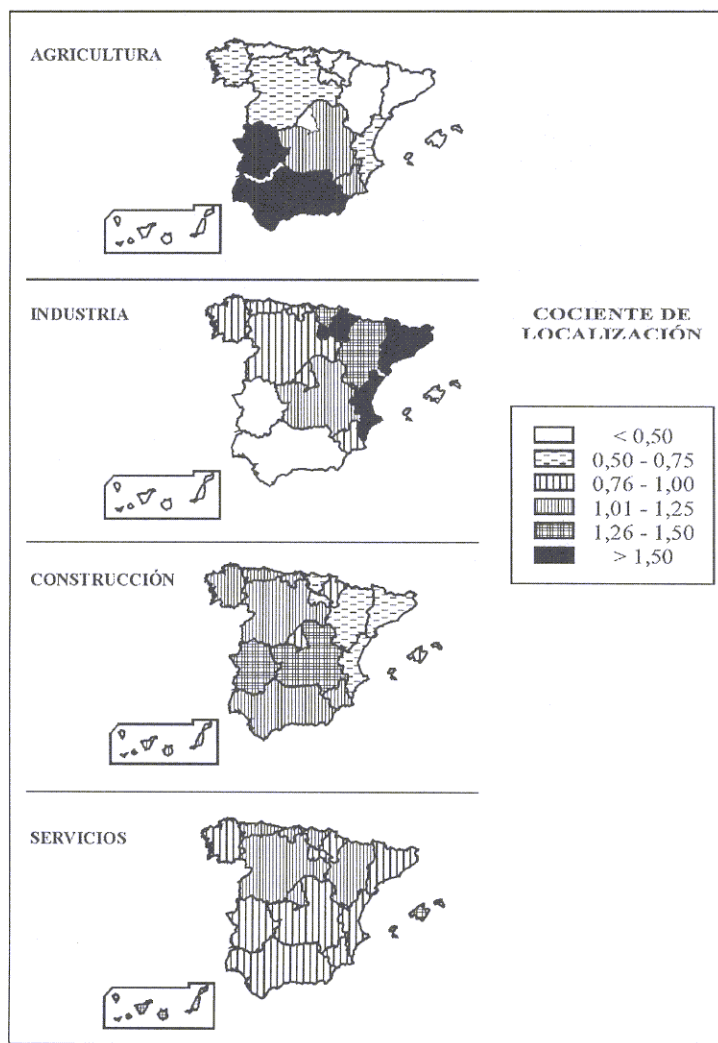 AGRICULTURA
INDUSTRIA
COCIENTE DE
LOCALIZACIÓN
< 0,50
0,50 - 0,75
0,76 - 1,00
1,01 - 1,25
1,26 - 1,50
> 1,50
CONSTRUCCIÓN
SERVICIOS